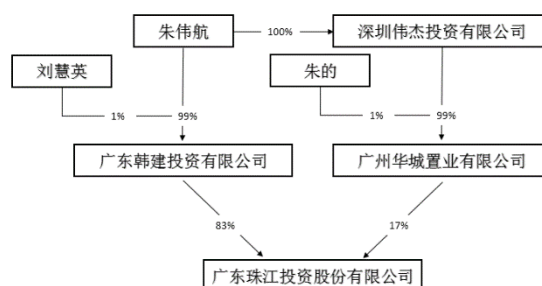 朱伟航
100%
深圳伟杰投资有限公司
刘慧英
朱的
1%
99%
1%
99%
广东韩建投资有限公司
广州华城置业有限公司
83%
17%
广东珠江投资股份有限公司